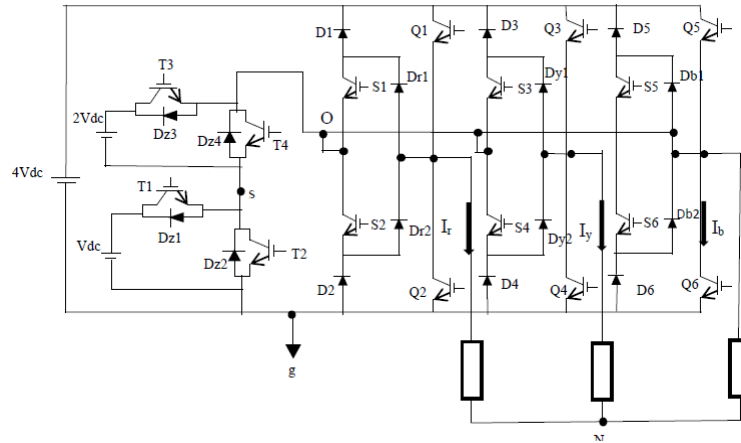 D1 Q1 D3 Q3 D5 Q5
T3
S1 Dr1 S3 Dy1 S5 Db1
2Vdc
O
Dz3 Dz4 T4
4Vdc
T1
s
S2 Dr2 Ir S4 Dy2 Iy S6 Db2 Ib
Vdc
Dz1 Dz2 T2
D2 Q2 D4 Q4 D6 Q6
g
N